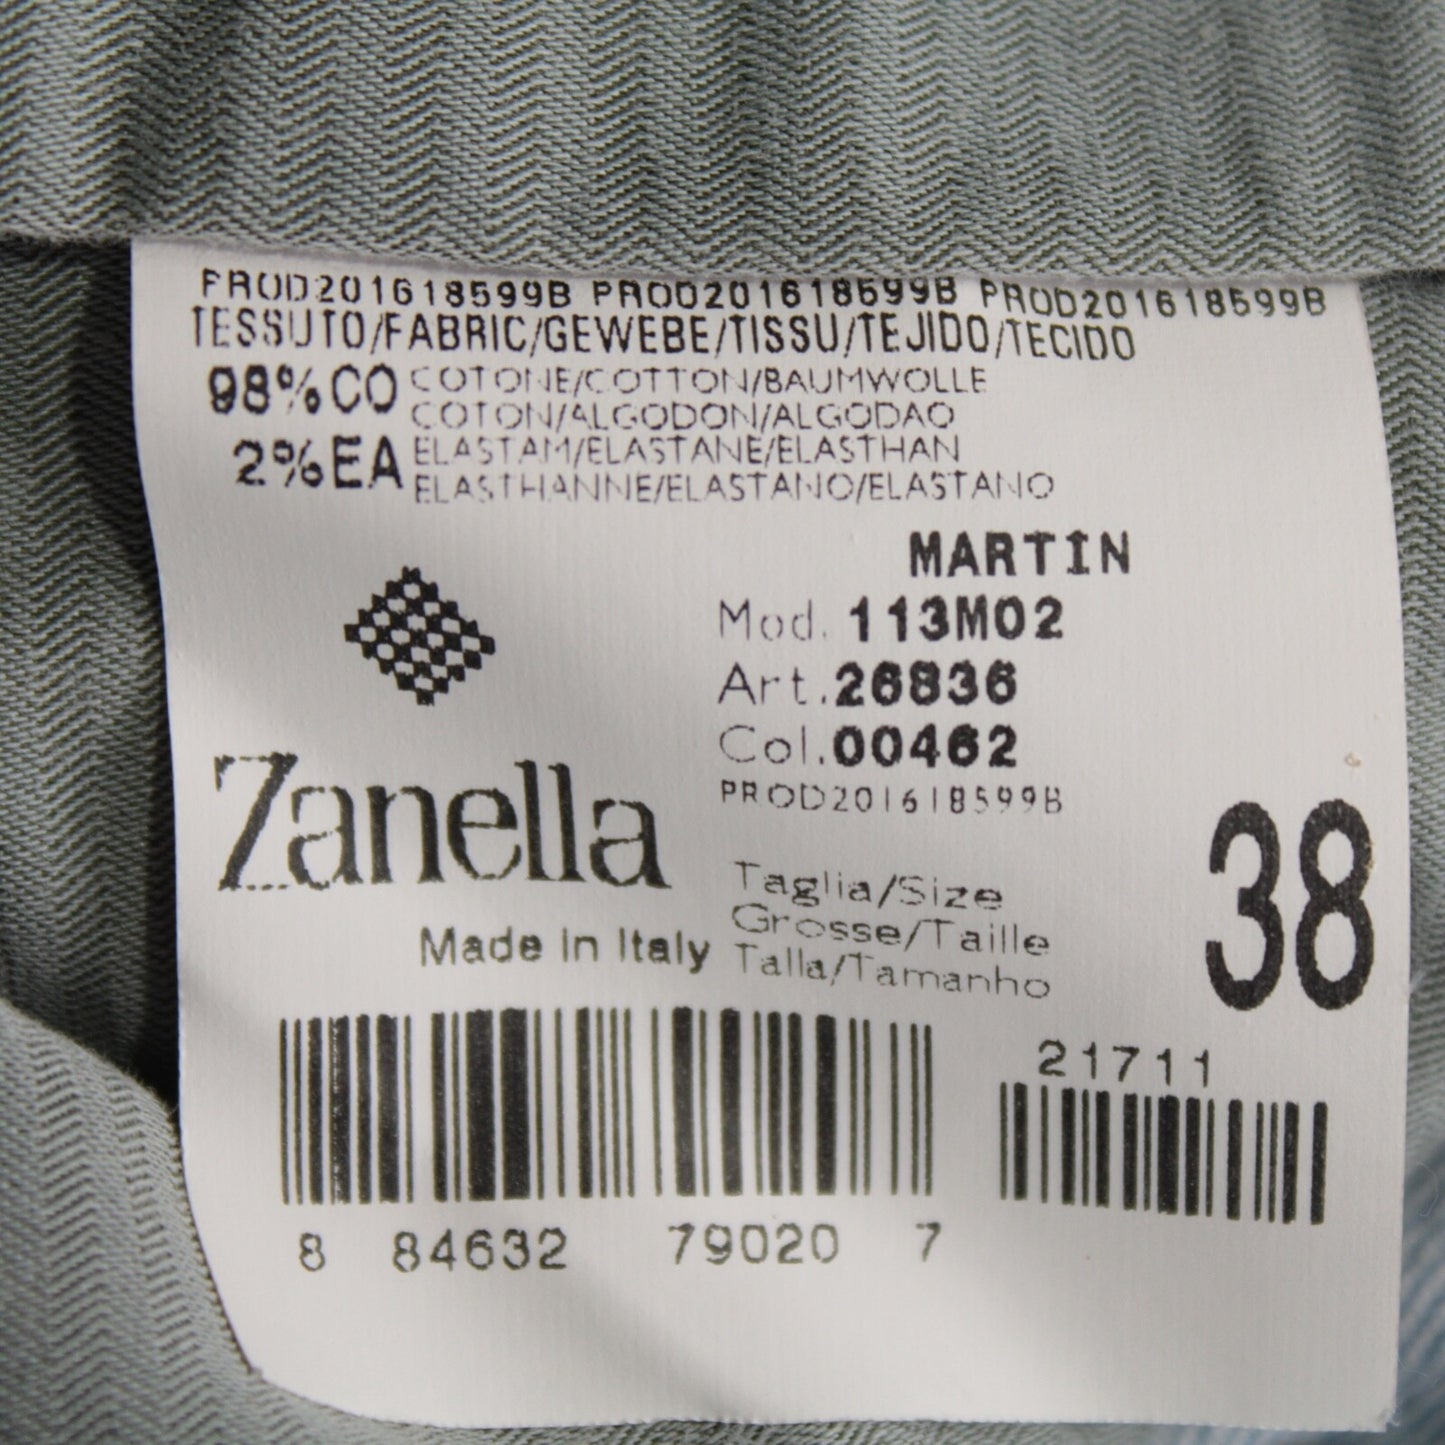 PROD201618599B PROD201618599B PROD201618599B
TESSUTO/FABRIC/GEWEBE/TISSU/TEJIDO/TECIDO
98%CO COTONE/COTTON/BAUMWOLLE
COTON/ALGODON/ALGODAO
2%EA ELASTAM/ELASTANE/ELASTHAN
ELASTHANNE/ELASTANO/ELASTANO
MARTIN
Mod. 113M02
Art. 26836
Col. 00462
PROD201618599B
Zanella
Made in Italy
Taglia/Size
Grosse/Taille
Talla/Tamanho
38
21711
8 84632 79020 7